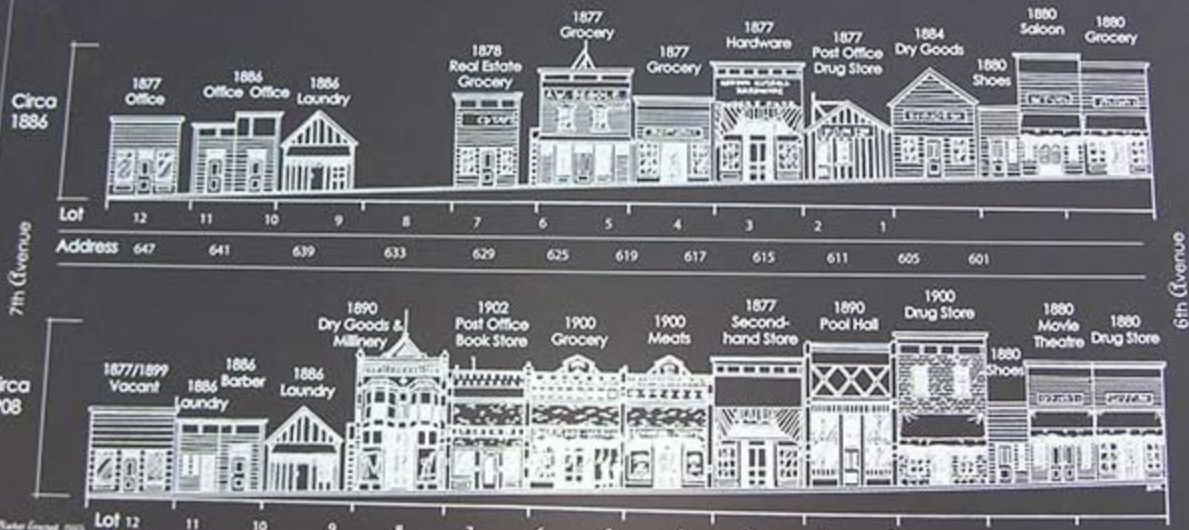 Circa
1886
1877
Office
1886
Office Office
1886
Laundry
1878
Real Estate
Grocery
1877
Grocery
1877
Grocery
1877
Hardware
1877
Post Office
Drug Store
1884
Dry Goods
1880
Shoes
1880
Saloon
1880
Grocery
Lot 12 11 10 9 8 7 6 5 4 3 2 1
Address 647 641 639 633 629 625 619 617 615 611 605 601
7th Avenue
6th Avenue
1877/1899
Vacant
1886
Laundry
1886
Barber
1886
Laundry
1890
Dry Goods &
Millinery
1902
Post Office
Book Store
1900
Grocery
1900
Meats
1877
Second-
hand Store
1890
Pool Hall
1900
Drug Store
1880
Shoes
1880
Movie
Theatre
1880
Drug Store
Lot 12 11 10 9 8 7